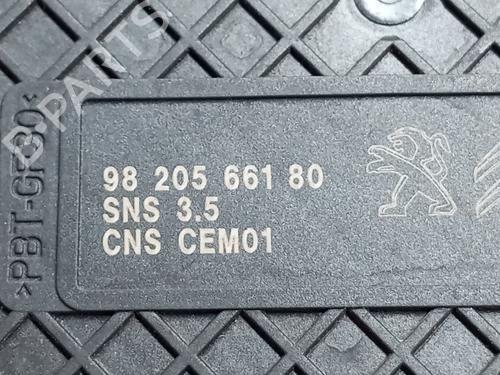 B-PARTS
>PBT-GF30<
98 205 661 80
SNS 3.5
CNS CEM01